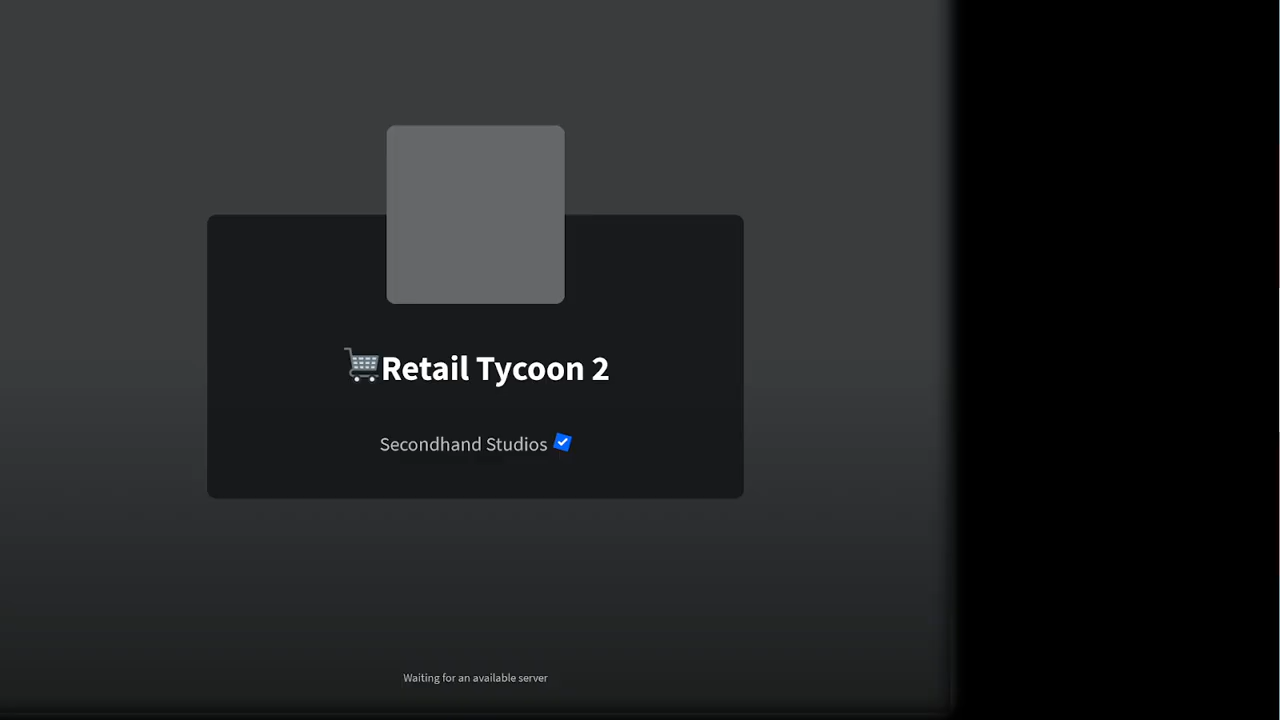 🛒Retail Tycoon 2
Secondhand Studios
Waiting for an available server